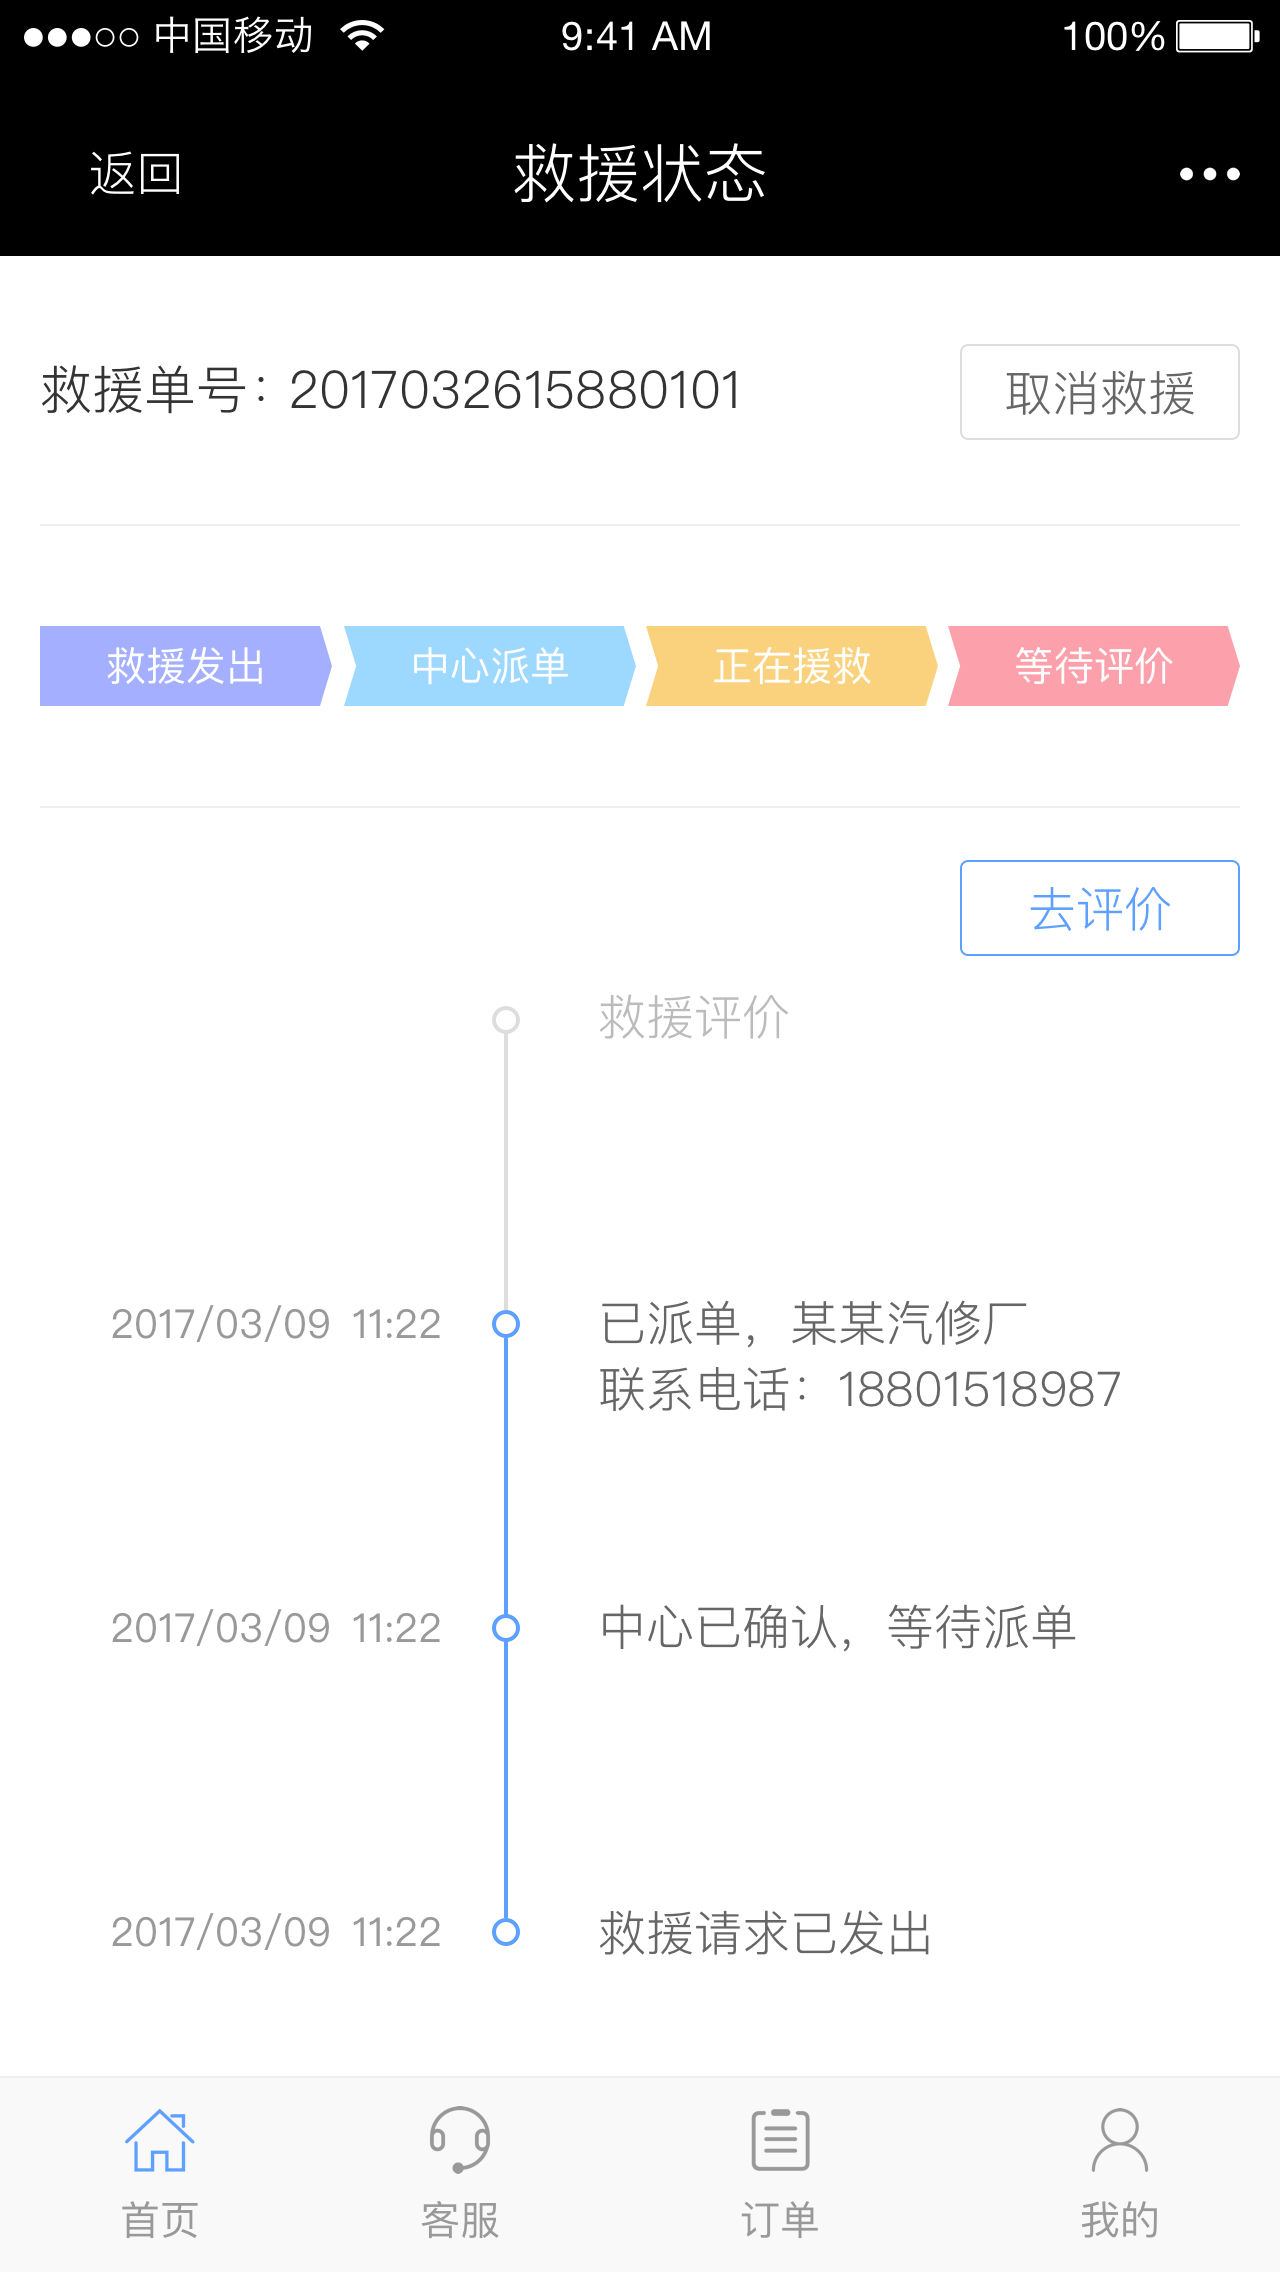 中国移动 9:41 AM 100%
返回 救援状态
救援单号：2017032615880101 取消救援
救援发出 中心派单 正在援救 等待评价
去评价
救援评价
2017/03/09 11:22 已派单，某某汽修厂
联系电话：18801518987
2017/03/09 11:22 中心已确认，等待派单
2017/03/09 11:22 救援请求已发出
首页 客服 订单 我的